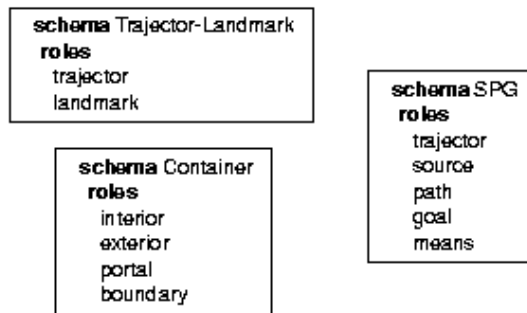 schema Trajector-Landmark
roles
trajector
landmark
schema Container
roles
interior
exterior
portal
boundary
schema SPG
roles
trajector
source
path
goal
means